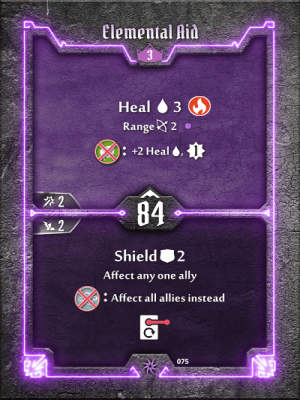 Elemental Aid
3
Heal 3
Range 2
: +2 Heal , 1
2
84
2
Shield 2
Affect any one ally
: Affect all allies instead
075